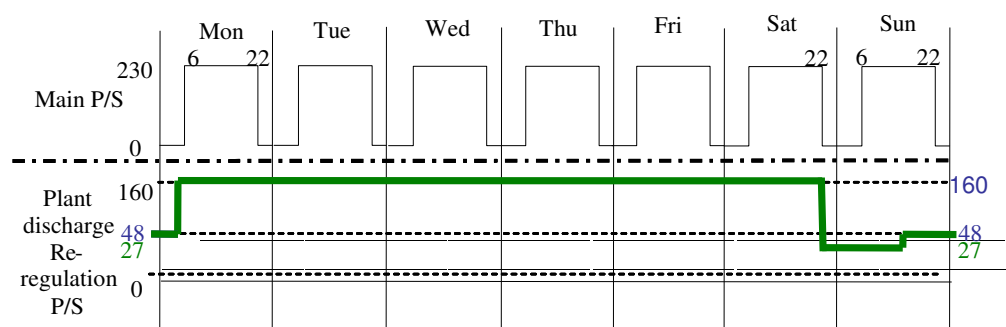 Mon Tue Wed Thu Fri Sat Sun
6 22 22 6 22
230
Main P/S
0
Plant
discharge
Re-
regulation
P/S
160 160
48 48
27 27
0